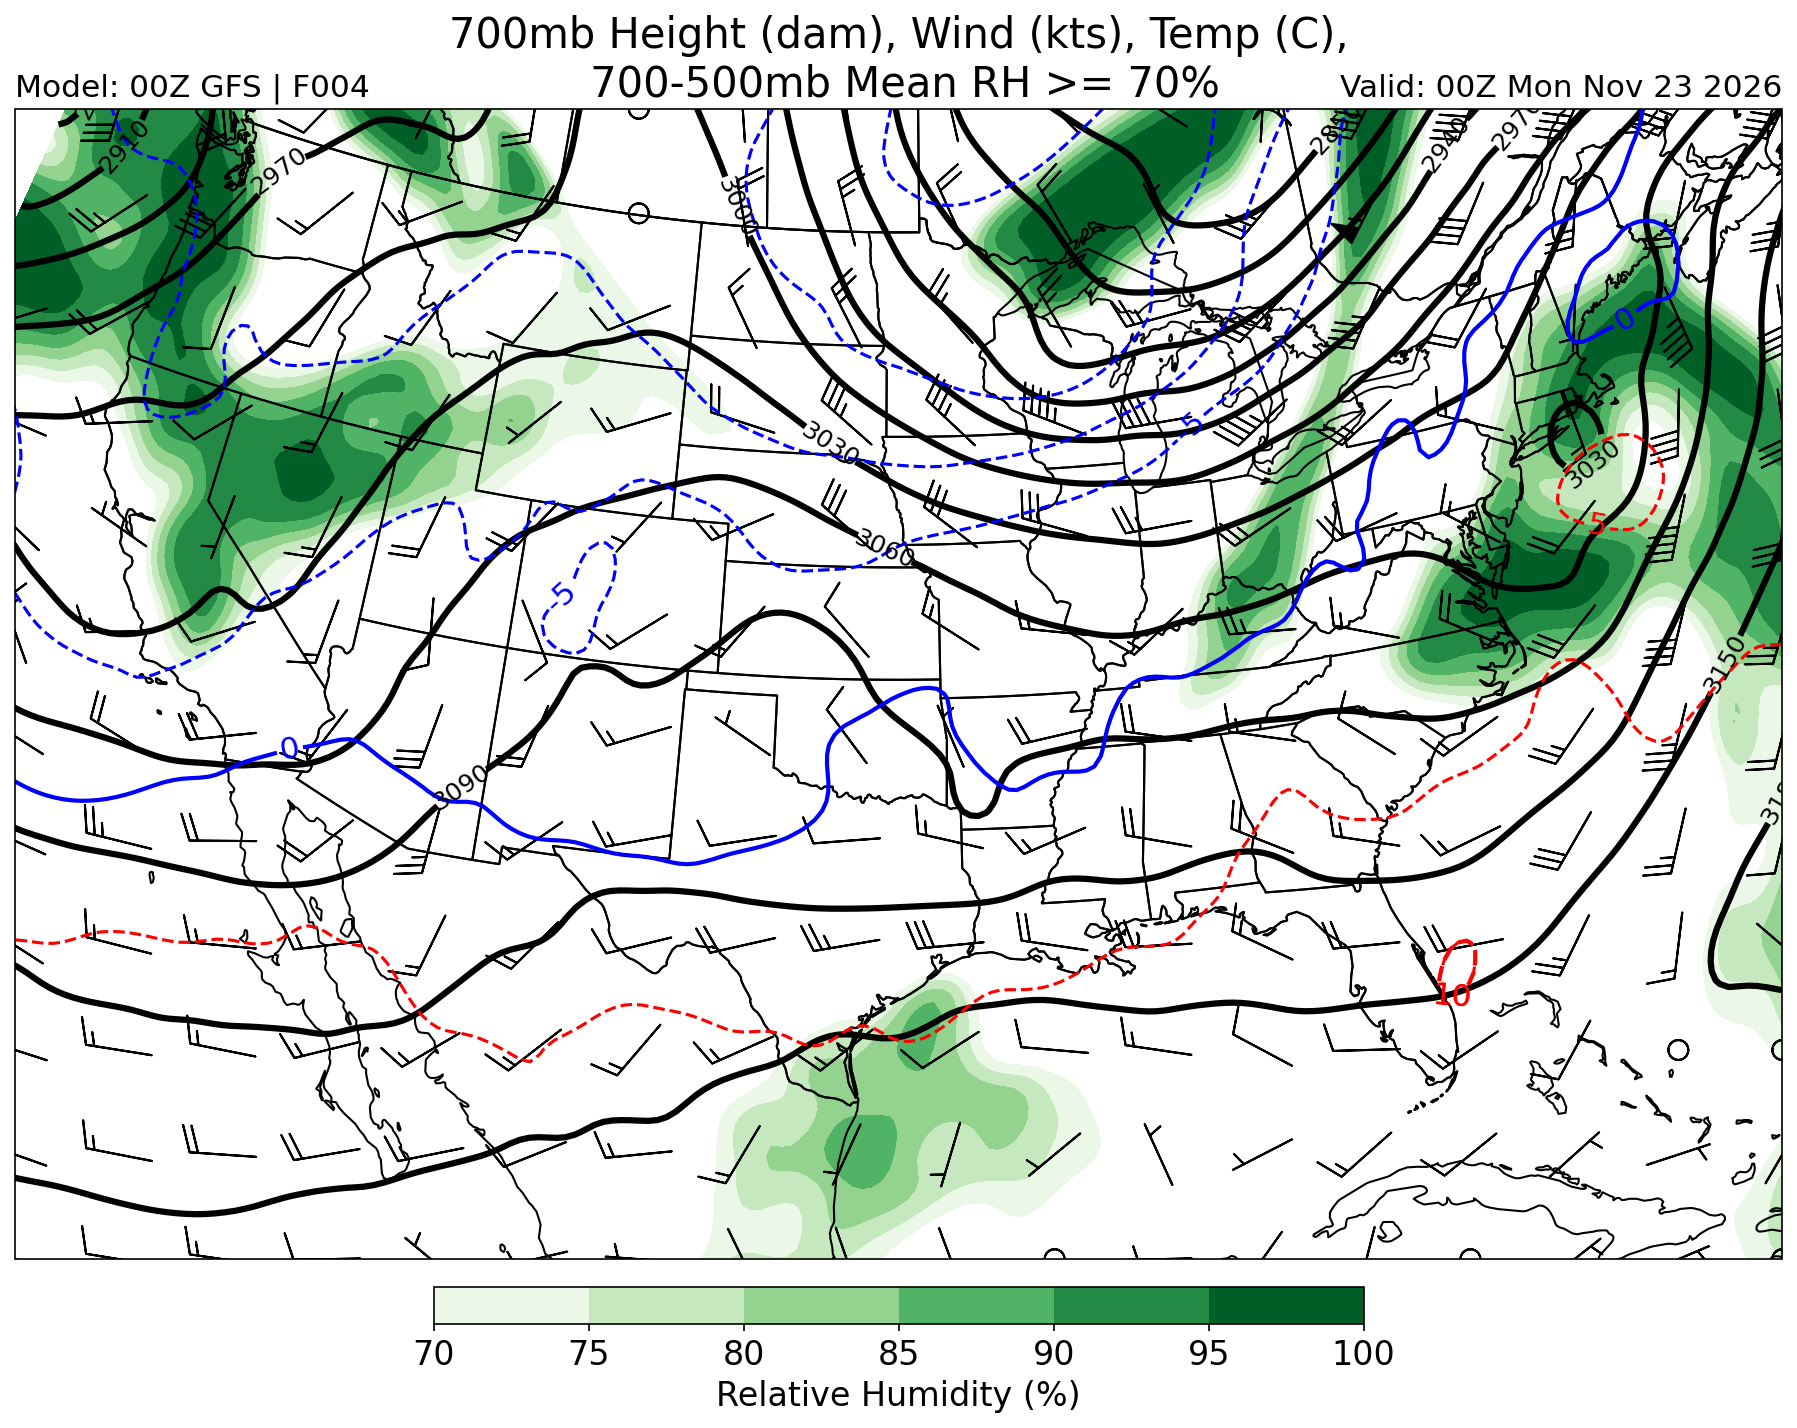 700mb Height (dam), Wind (kts), Temp (C),
700-500mb Mean RH >= 70%
Model: 00Z GFS | F004
Valid: 00Z Mon Nov 23 2026
2910
2970
3000
2940
2970
3030
3060
3090
3030
3150
0
0
-5
-5
5
10
70 75 80 85 90 95 100
Relative Humidity (%)